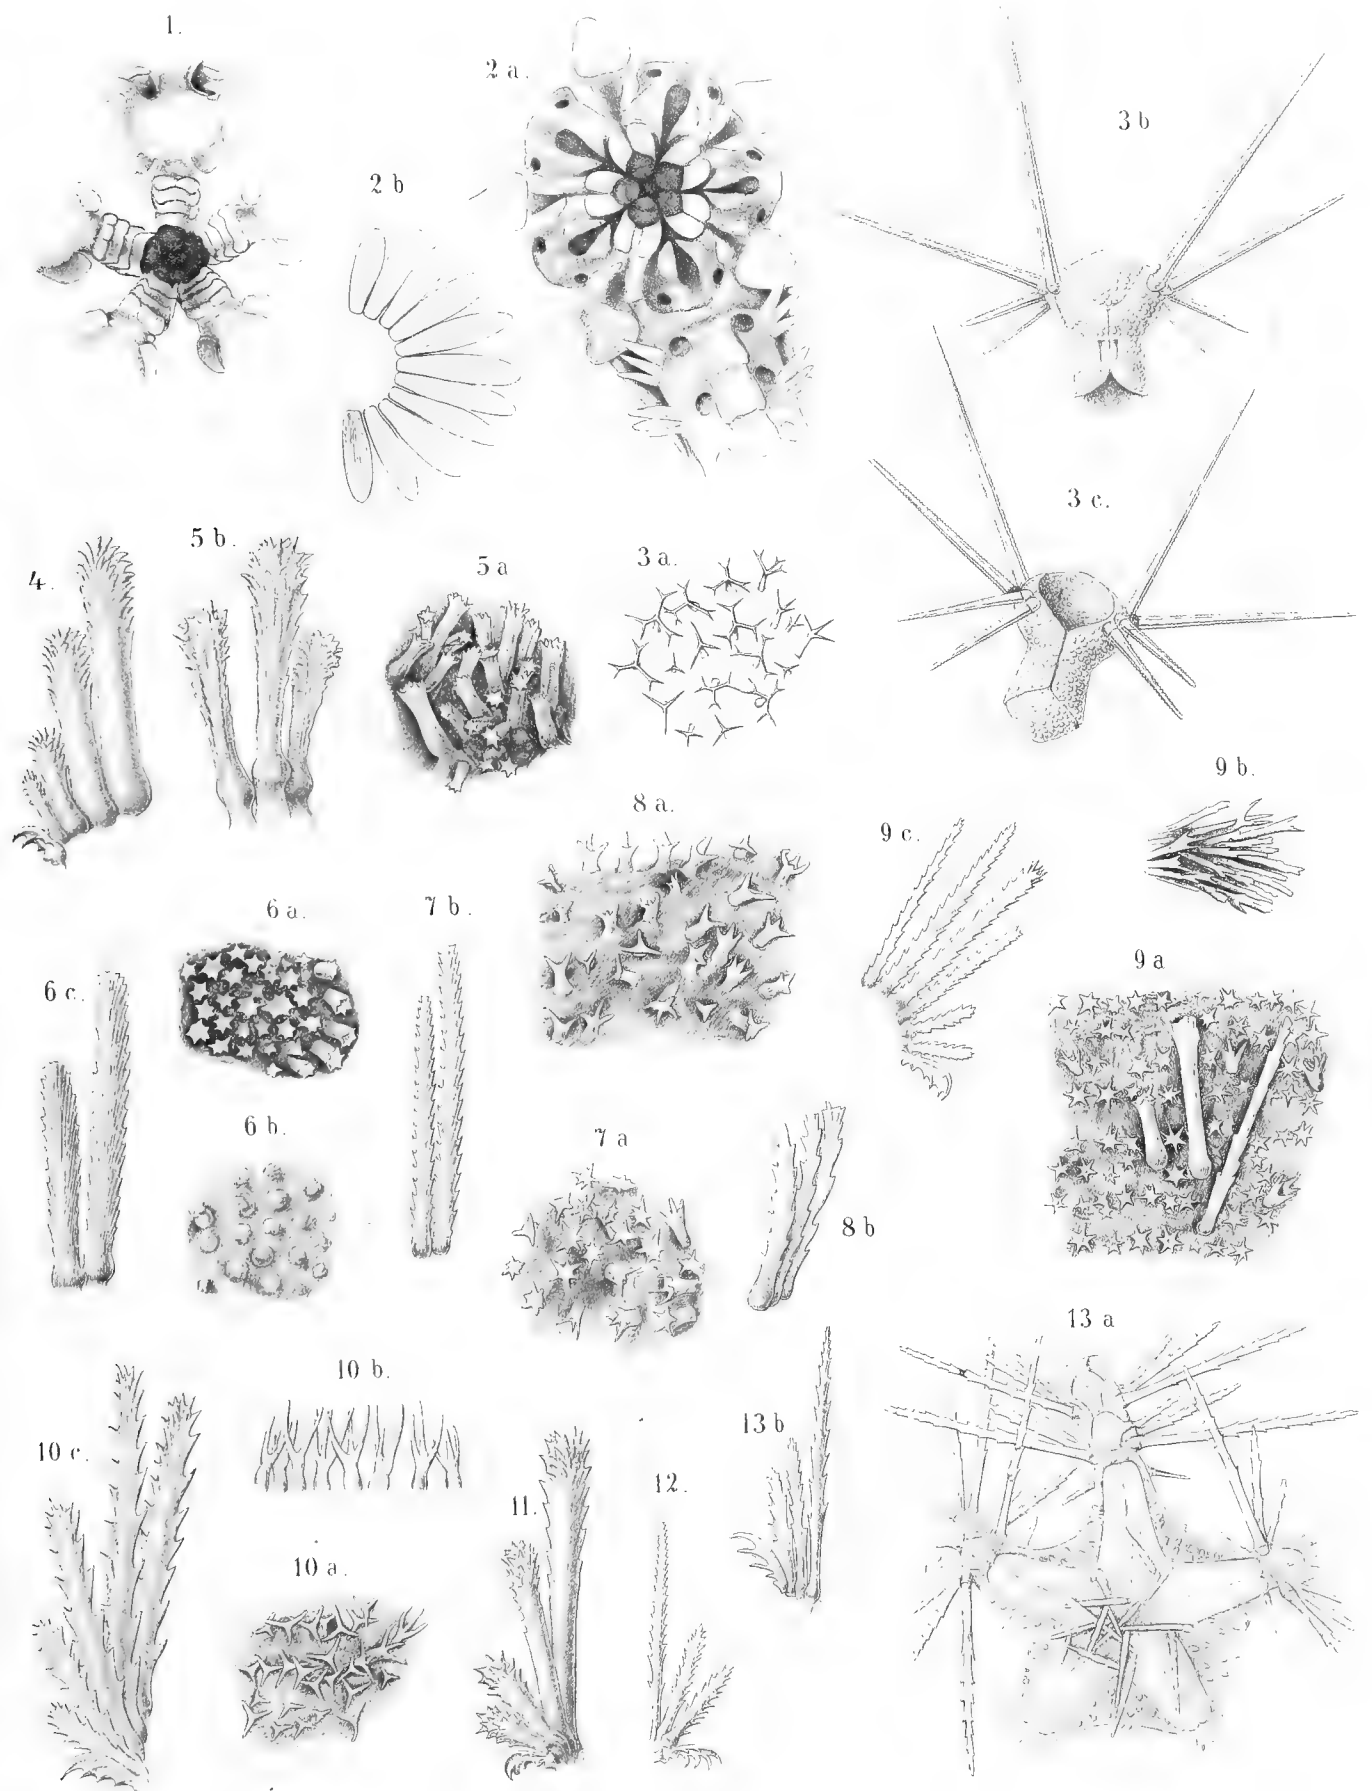 1.
2 a.
3 b
2 b
3 c.
5 b.
5 a
3 a.
4.
9 b.
8 a.
9 c.
6 a.
7 b.
9 a
6 c.
6 b.
7 a
8 b
13 a
10 b.
13 b
10 c.
12.
11.
10 a.